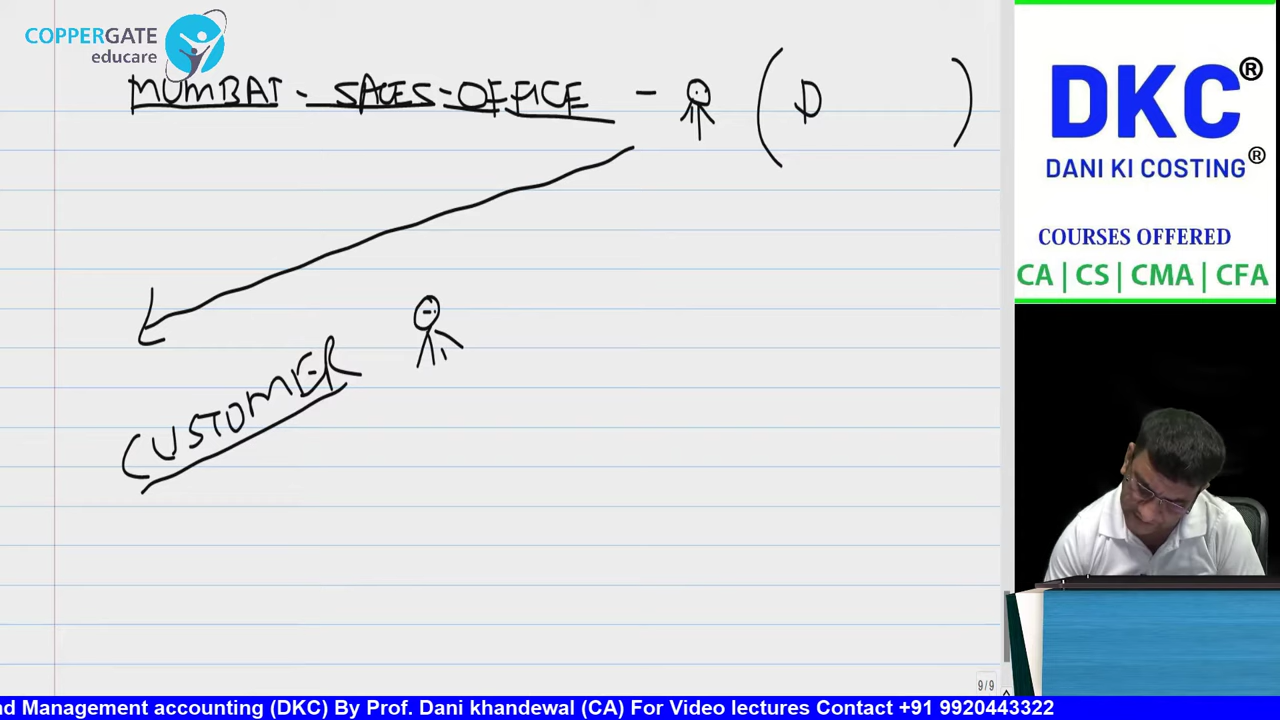 COPPERGATE
educare
MUMBAI - SALES - OFFICE - ( D )
CUSTOMER
DKC®
DANI KI COSTING®
COURSES OFFERED
CA | CS | CMA | CFA
9/9
nd Management accounting (DKC) By Prof. Dani khandewal (CA) For Video lectures Contact +91 9920443322